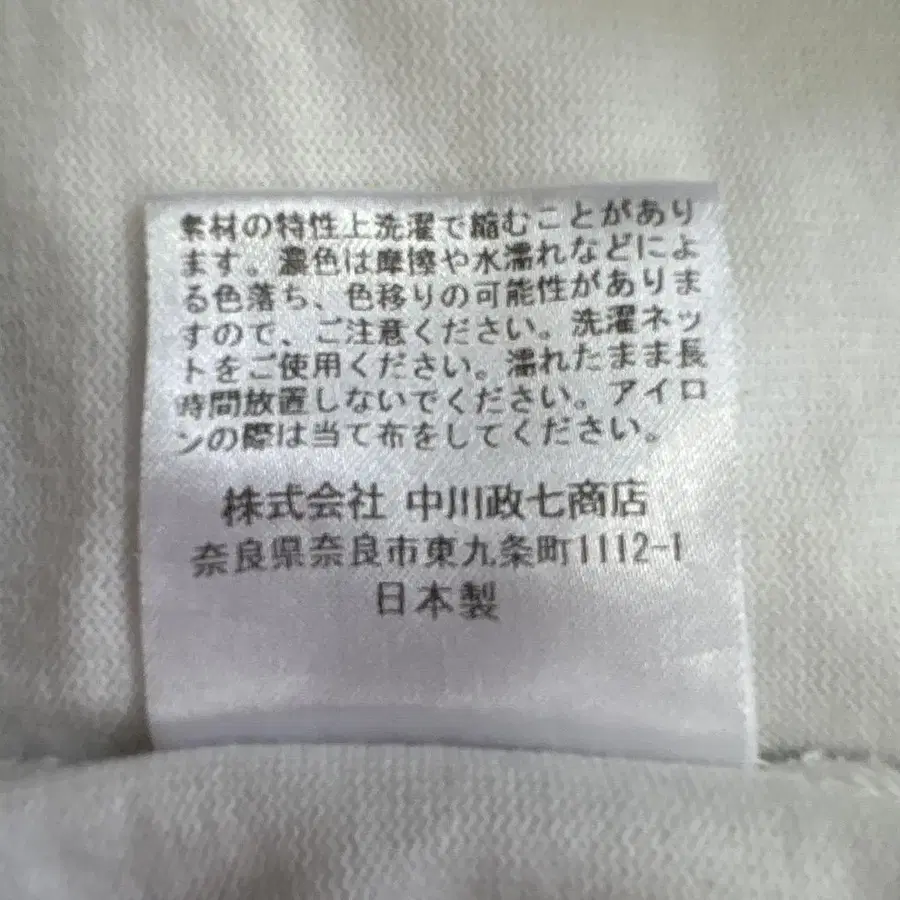 素材の特性上洗濯で縮むことがあり
ます。濃色は摩擦や水濡れなどによ
る色落ち、色移りの可能性がありま
すので、ご注意ください。洗濯ネッ
トをご使用ください。濡れたまま長
時間放置しないでください。アイロ
ンの際は当て布をしてください。
株式会社 中川政七商店
奈良県奈良市東九条町1112-1
日本製